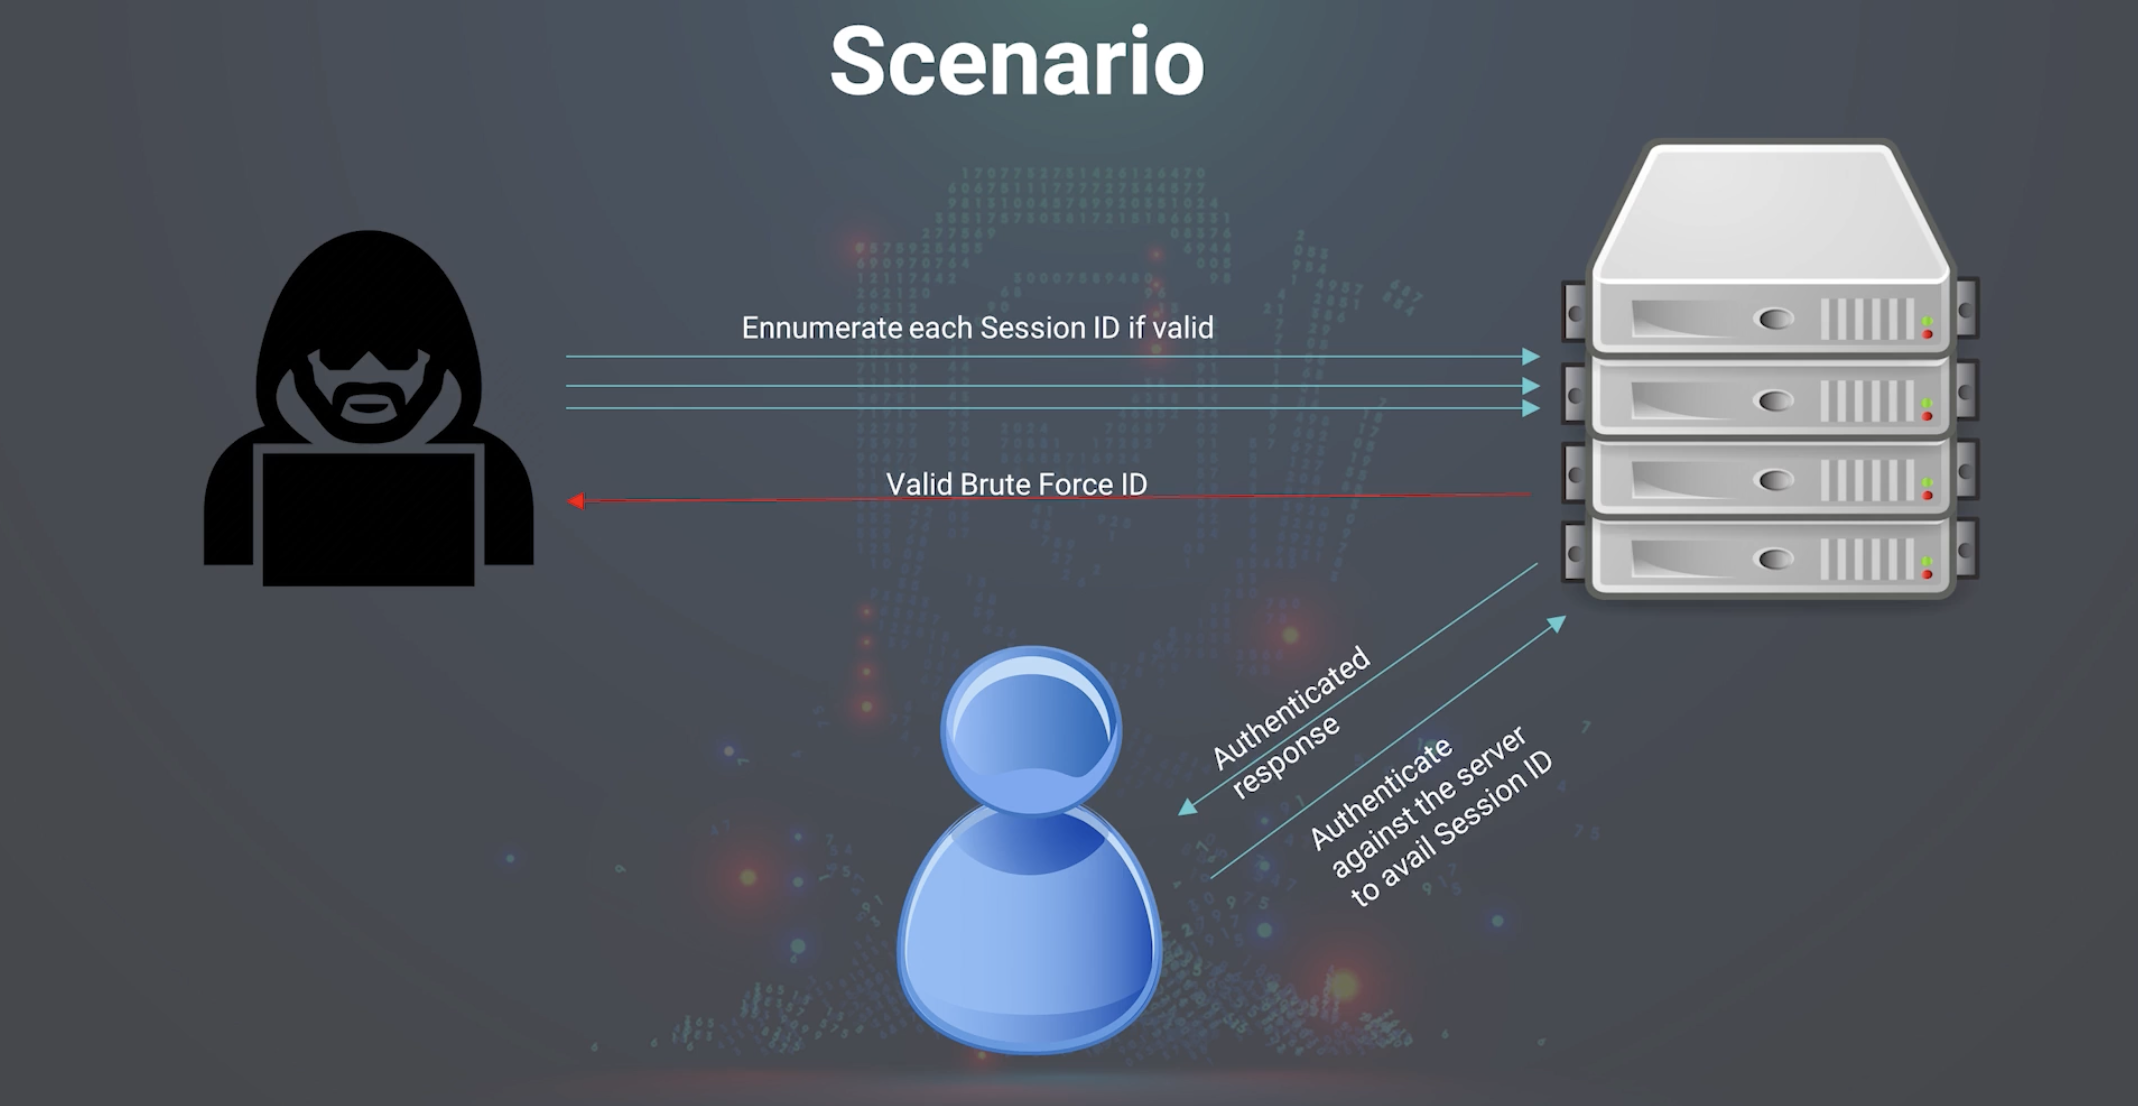 Scenario
Ennumerate each Session ID if valid
Valid Brute Force ID
Authenticated
response
Authenticate
against the server
to avail Session ID